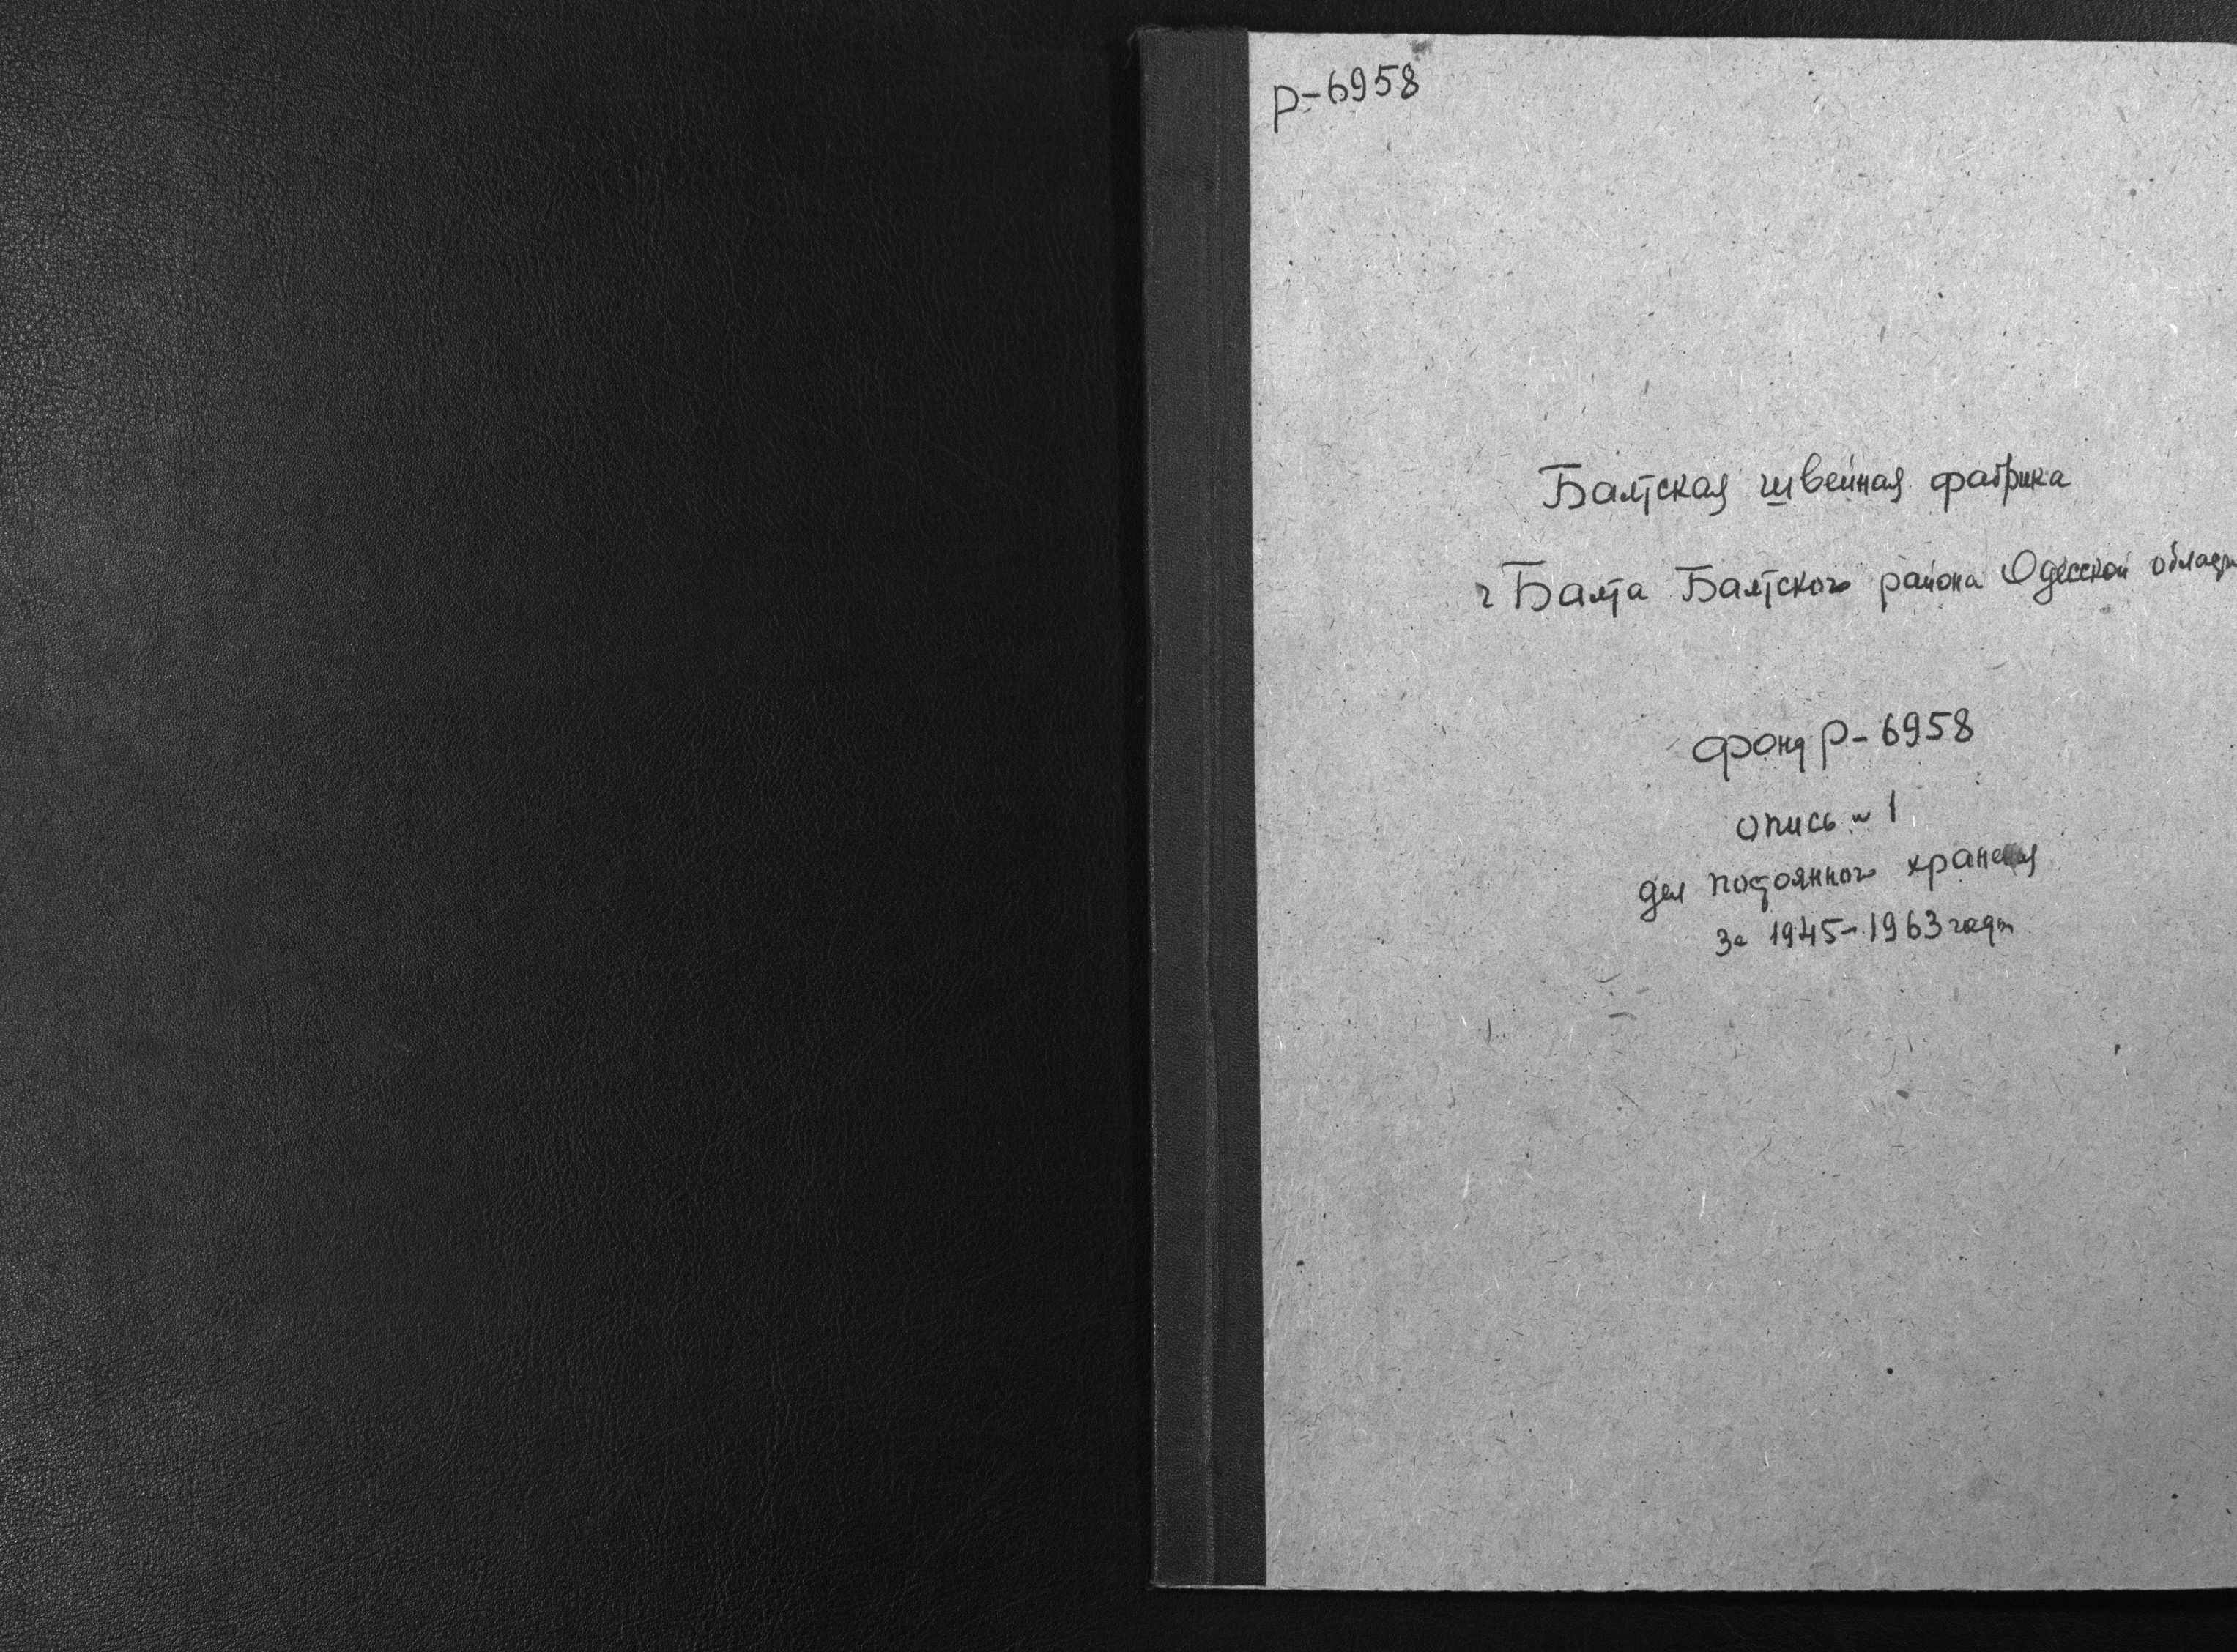 Р-6958
Балтская швейная фабрика
г Балта Балтского района Одесской области
Фонд Р-6958
Опись № 1
дел постоянного хранения
За 1945-1963 годы